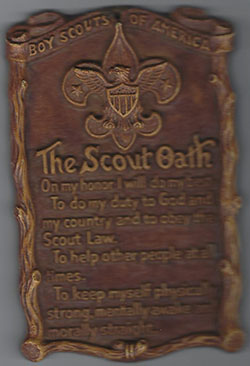 BOY SCOUTS OF AMERICA
The Scout Oath
On my honor I will do my best
To do my duty to God and
my country and to obey the
Scout Law.
To help other people at all
times.
To keep myself physically
strong, mentally awake and
morally straight.